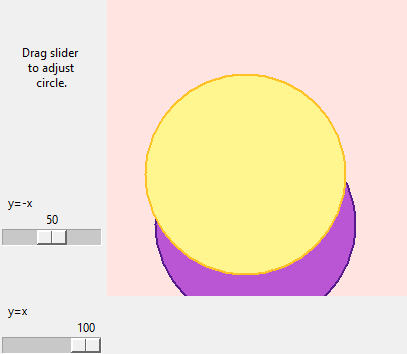 Drag slider
to adjust
circle.
y=-x
50
y=x
100